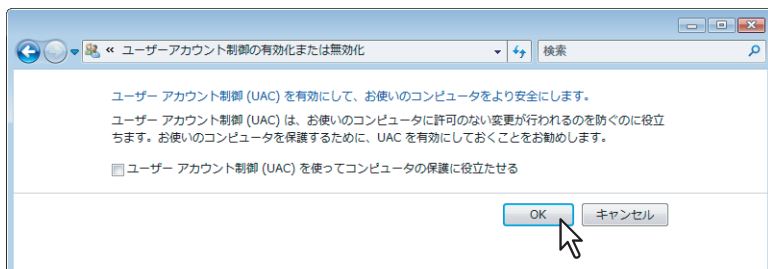 « ユーザーアカウント制御の有効化または無効化
検索
ユーザー アカウント制御 (UAC) を有効にして、お使いのコンピュータをより安全にします。
ユーザー アカウント制御 (UAC) は、お使いのコンピュータに許可のない変更が行われるのを防ぐのに役立
ちます。お使いのコンピュータを保護するために、UAC を有効にしておくことをお勧めします。
ユーザー アカウント制御 (UAC) を使ってコンピュータの保護に役立たせる
OK
キャンセル